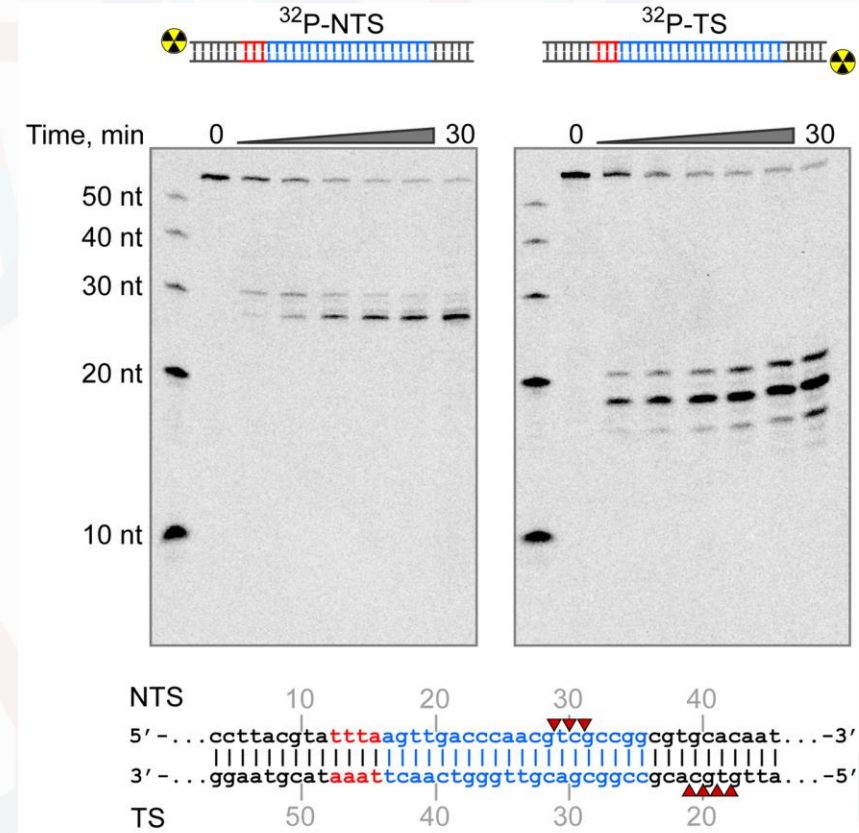 ³²P-NTS ³²P-TS
Time, min 0 30 0 30
50 nt
40 nt
30 nt
20 nt
10 nt
NTS 10 20 30 40
5′-...ccttacgtatttaagttgacccaacgtcgccggcgtgcacaat...-3′
3′-...ggaatgcataaattcaactgggttgcagcggccgcacgtgtta...-5′
TS 50 40 30 20